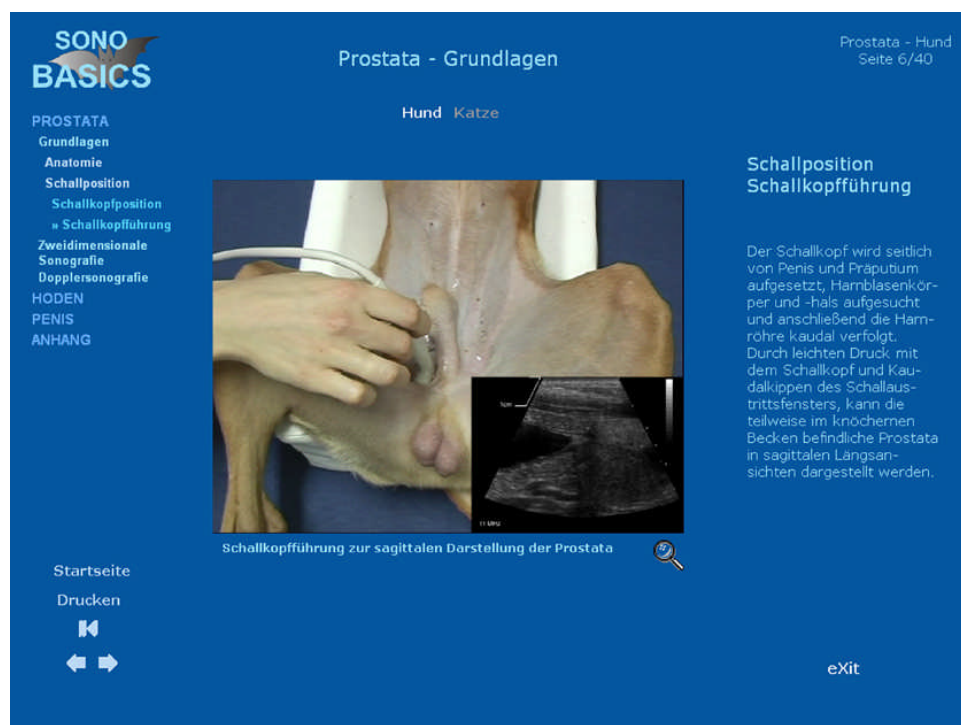 SONO
BASICS
Prostata - Grundlagen
Prostata - Hund
Seite 6/40
Hund Katze
PROSTATA
Grundlagen
Anatomie
Schallposition
Schallkopfposition
» Schallkopfführung
Zweidimensionale
Sonografie
Dopplersonografie
HODEN
PENIS
ANHANG
Schallposition
Schallkopfführung
Der Schallkopf wird seitlich
von Penis und Präputium
aufgesetzt, Harnblasenkör-
per und -hals aufgesucht
und anschließend die Harn-
röhre kaudal verfolgt.
Durch leichten Druck mit
dem Schallkopf und Kau-
dalkippen des Schallaus-
trittsfensters, kann die
teilweise im knöchernen
Becken befindliche Prostata
in sagittalen Längsan-
sichten dargestellt werden.
1cm
11 MHz
Schallkopfführung zur sagittalen Darstellung der Prostata
Startseite
Drucken
eXit